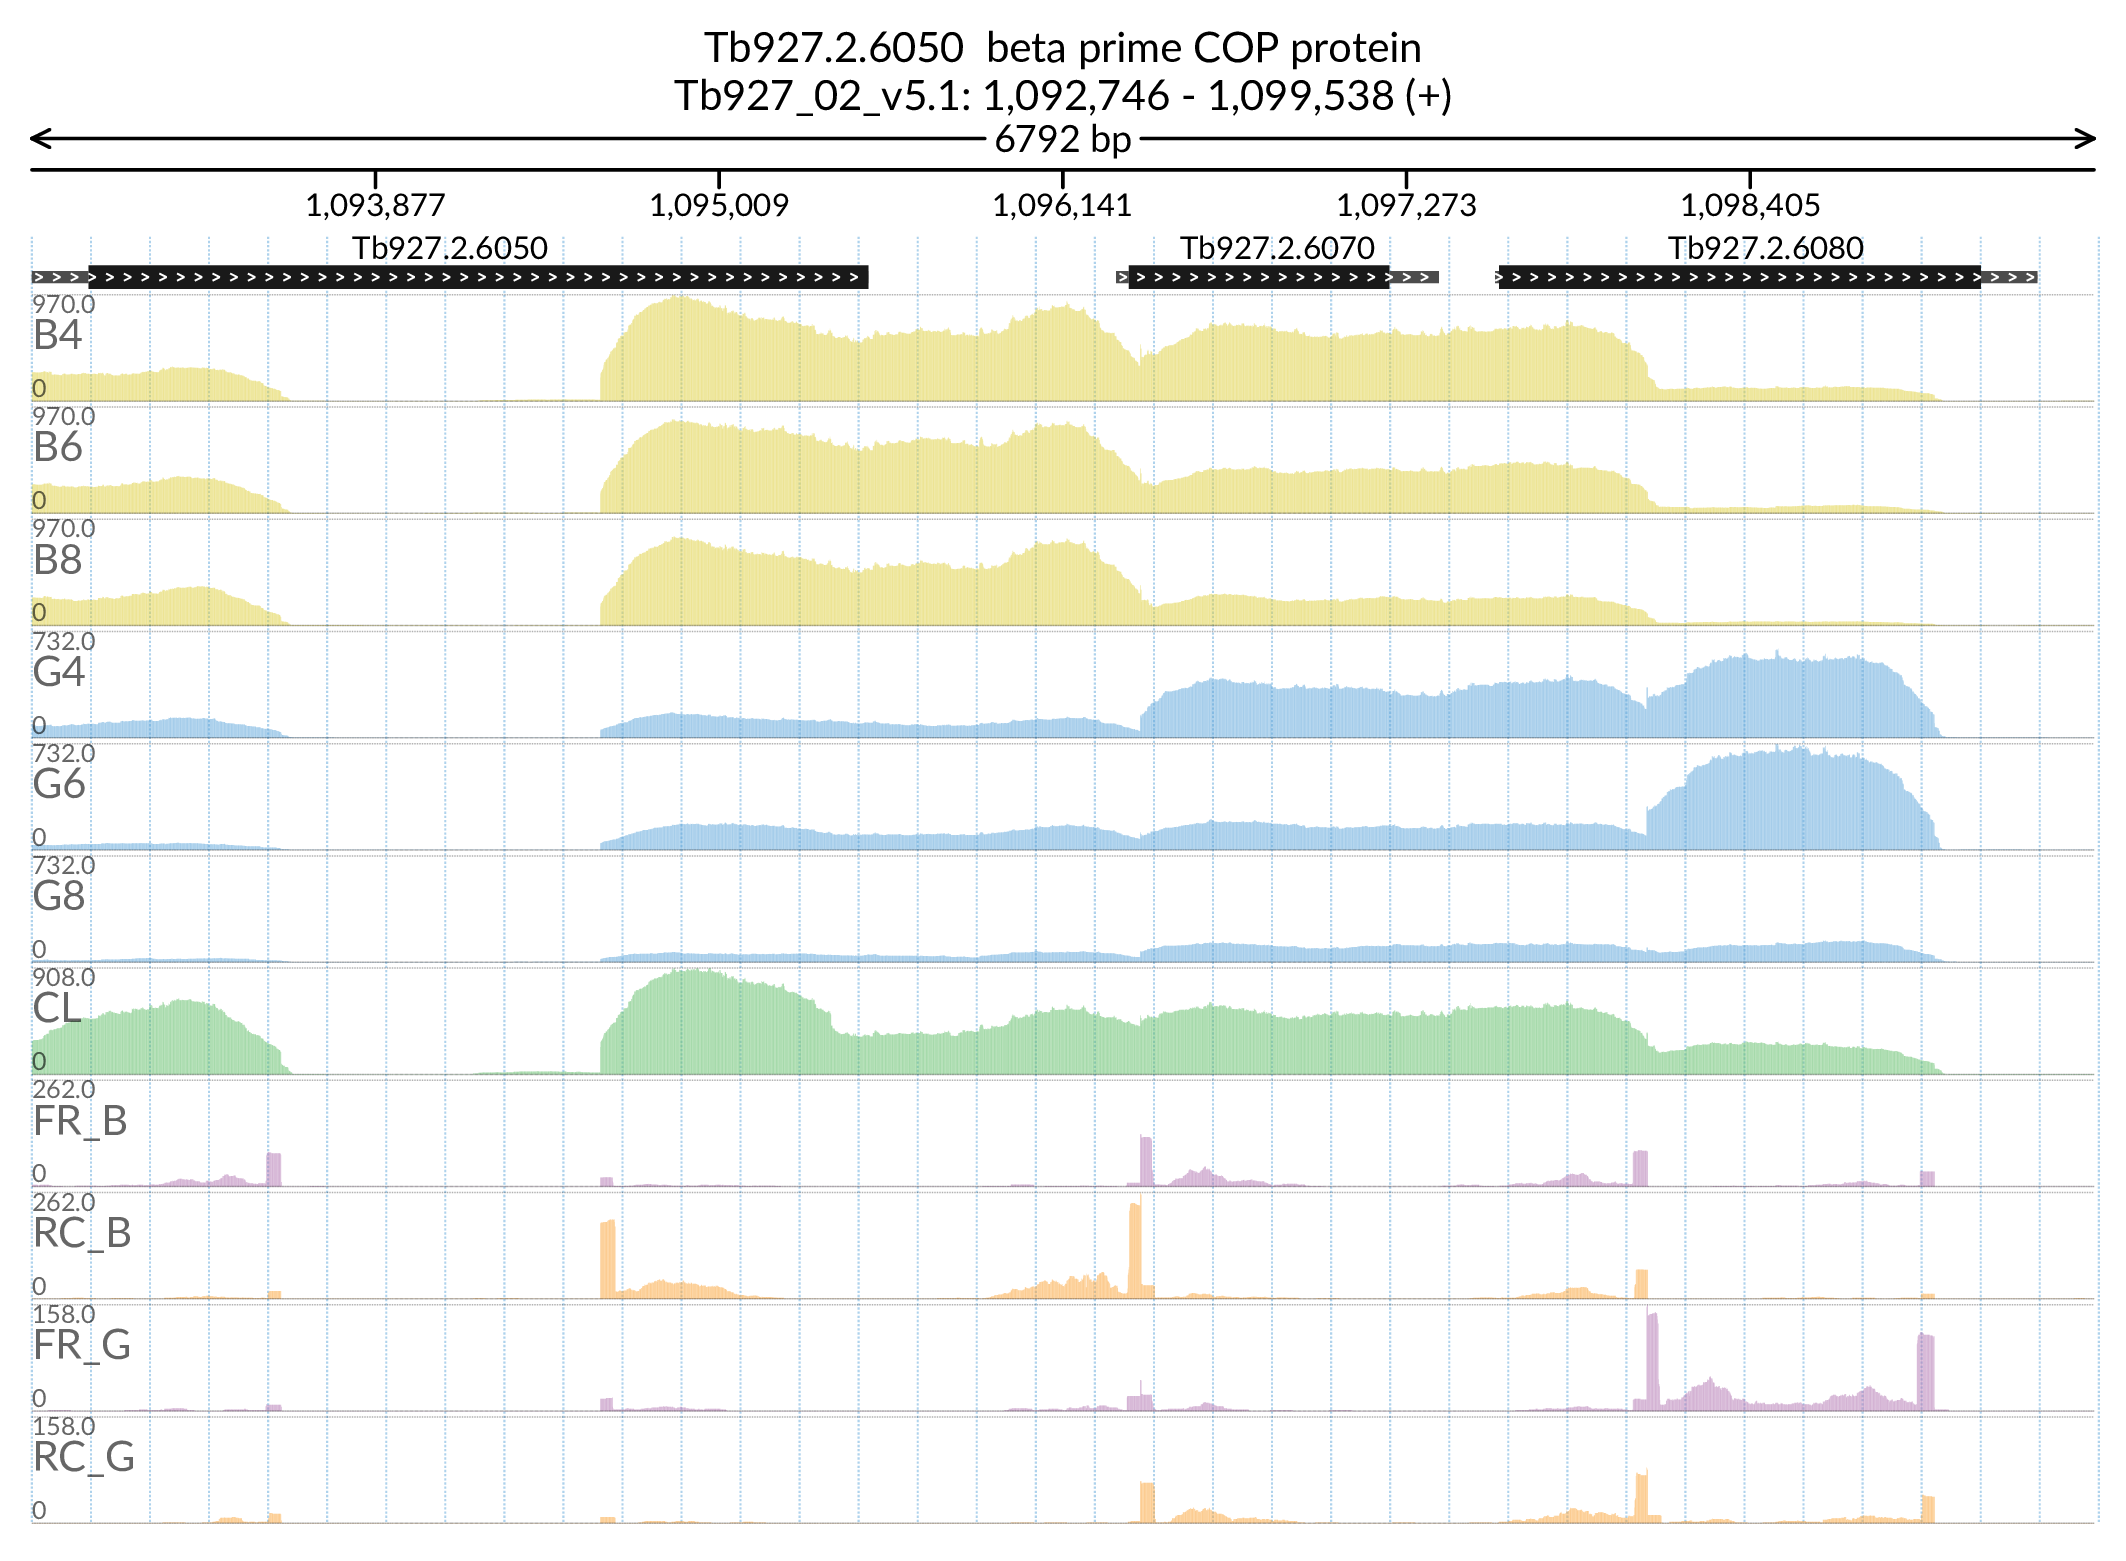 Tb927.2.6050  beta prime COP protein
Tb927_02_v5.1: 1,092,746 - 1,099,538 (+)
6792 bp
1,093,877 1,095,009 1,096,141 1,097,273 1,098,405
Tb927.2.6050 Tb927.2.6070 Tb927.2.6080
970.0
B4
0
970.0
B6
0
970.0
B8
0
732.0
G4
0
732.0
G6
0
732.0
G8
0
908.0
CL
0
262.0
FR_B
0
262.0
RC_B
0
158.0
FR_G
0
158.0
RC_G
0